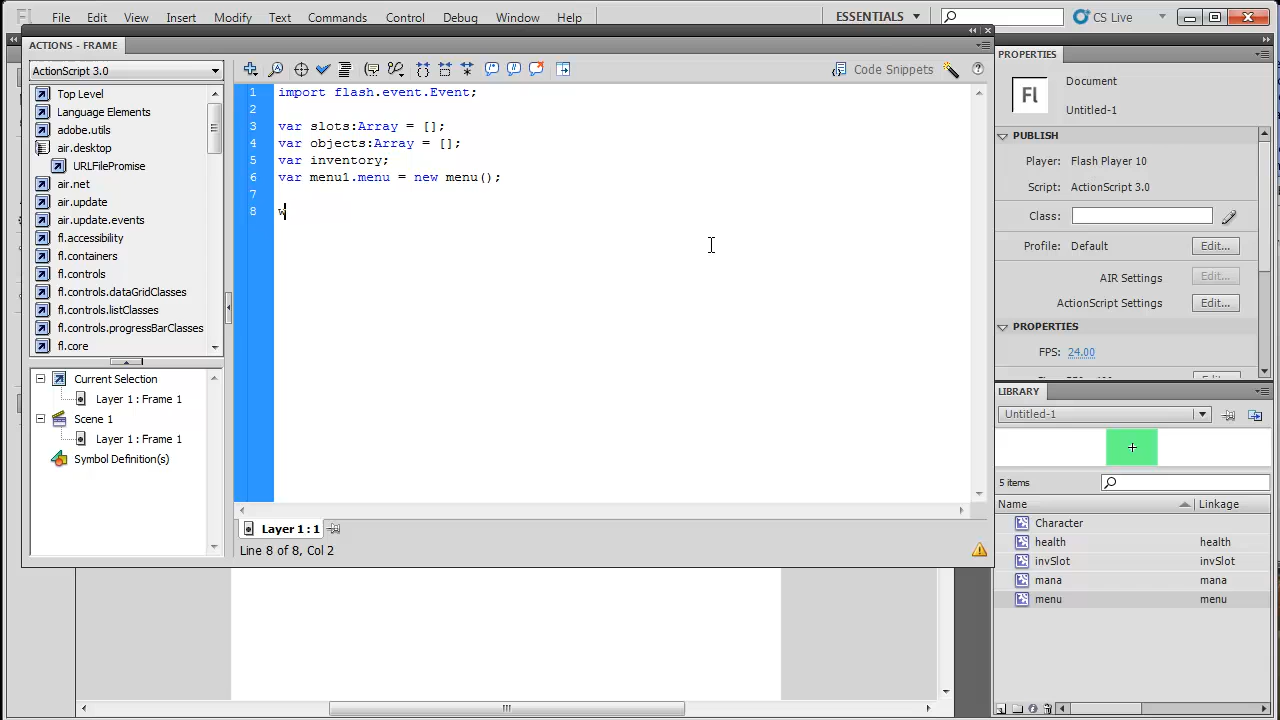 Fl File Edit View Insert Modify Text Commands Control Debug Window Help ESSENTIALS CS Live
ACTIONS - FRAME
ActionScript 3.0
Top Level
Language Elements
adobe.utils
air.desktop
URLFilePromise
air.net
air.update
air.update.events
fl.accessibility
fl.containers
fl.controls
fl.controls.dataGridClasses
fl.controls.listClasses
fl.controls.progressBarClasses
fl.core
Current Selection
Layer 1 : Frame 1
Scene 1
Layer 1 : Frame 1
Symbol Definition(s)
Code Snippets
1 import flash.event.Event;
2
3 var slots:Array = [];
4 var objects:Array = [];
5 var inventory;
6 var menu1.menu = new menu();
7
8 w
Layer 1 : 1
Line 8 of 8, Col 2
PROPERTIES
Fl
Document
Untitled-1
PUBLISH
Player: Flash Player 10
Script: ActionScript 3.0
Class:
Profile: Default Edit...
AIR Settings Edit...
ActionScript Settings Edit...
PROPERTIES
FPS: 24.00
LIBRARY
Untitled-1
5 items
Name Linkage
Character
health health
invSlot invSlot
mana mana
menu menu